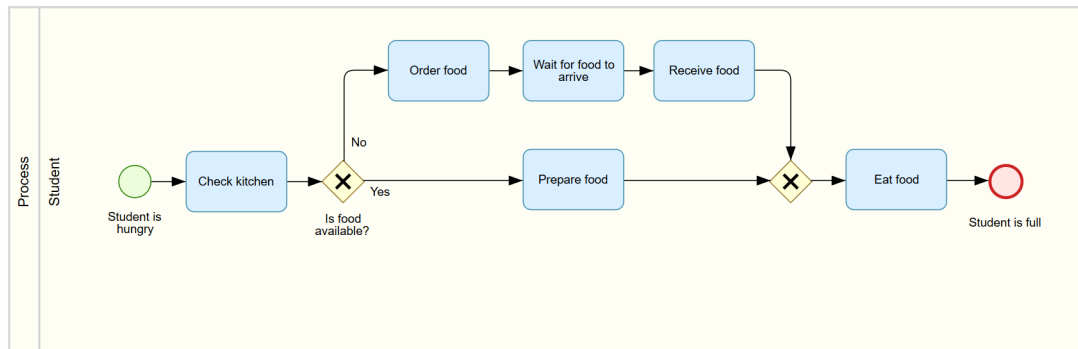 Process
Student
Student is
hungry
Check kitchen
Is food
available?
No
Yes
Order food
Wait for food to
arrive
Receive food
Prepare food
Eat food
Student is full